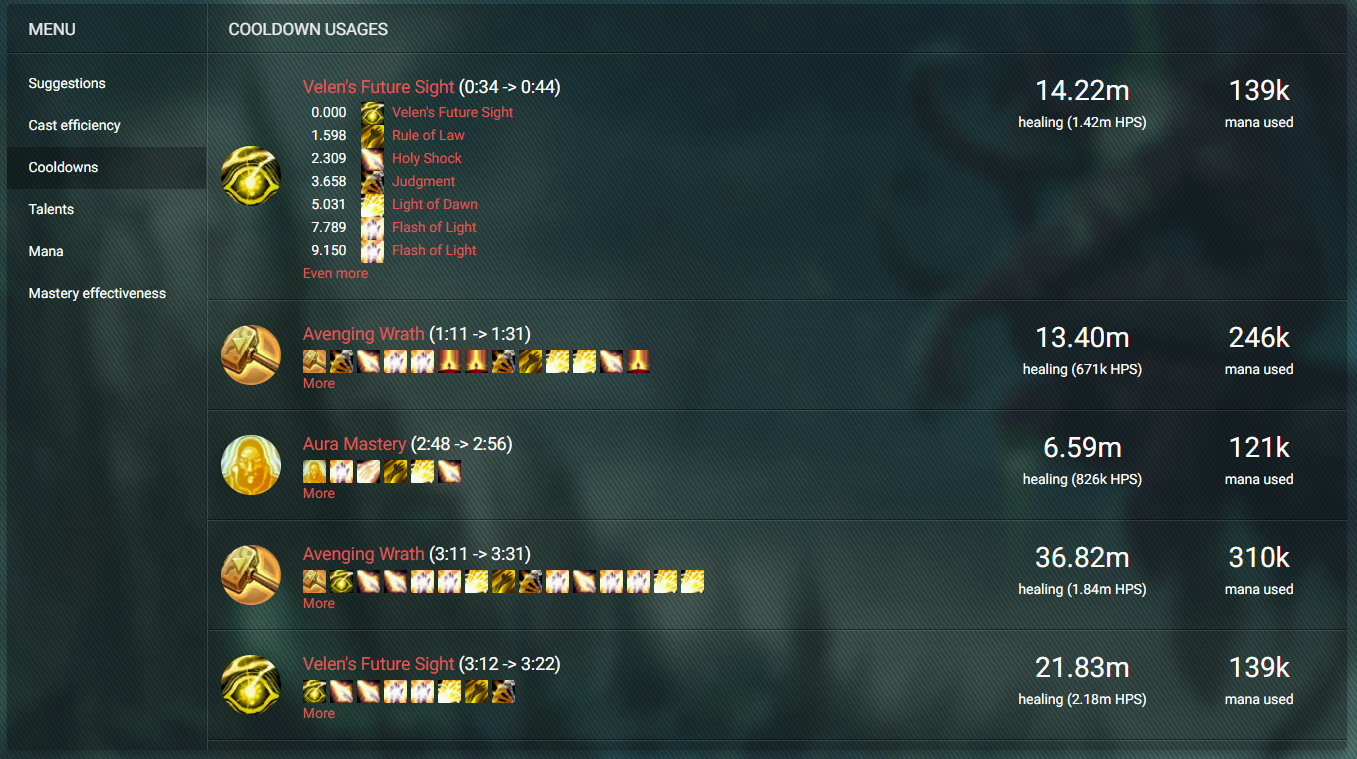 MENU
COOLDOWN USAGES
Suggestions
Cast efficiency
Cooldowns
Talents
Mana
Mastery effectiveness
Velen's Future Sight (0:34 -> 0:44)
0.000 Velen's Future Sight
1.598 Rule of Law
2.309 Holy Shock
3.658 Judgment
5.031 Light of Dawn
7.789 Flash of Light
9.150 Flash of Light
Even more
14.22m
healing (1.42m HPS)
139k
mana used
Avenging Wrath (1:11 -> 1:31)
More
13.40m
healing (671k HPS)
246k
mana used
Aura Mastery (2:48 -> 2:56)
More
6.59m
healing (826k HPS)
121k
mana used
Avenging Wrath (3:11 -> 3:31)
More
36.82m
healing (1.84m HPS)
310k
mana used
Velen's Future Sight (3:12 -> 3:22)
More
21.83m
healing (2.18m HPS)
139k
mana used